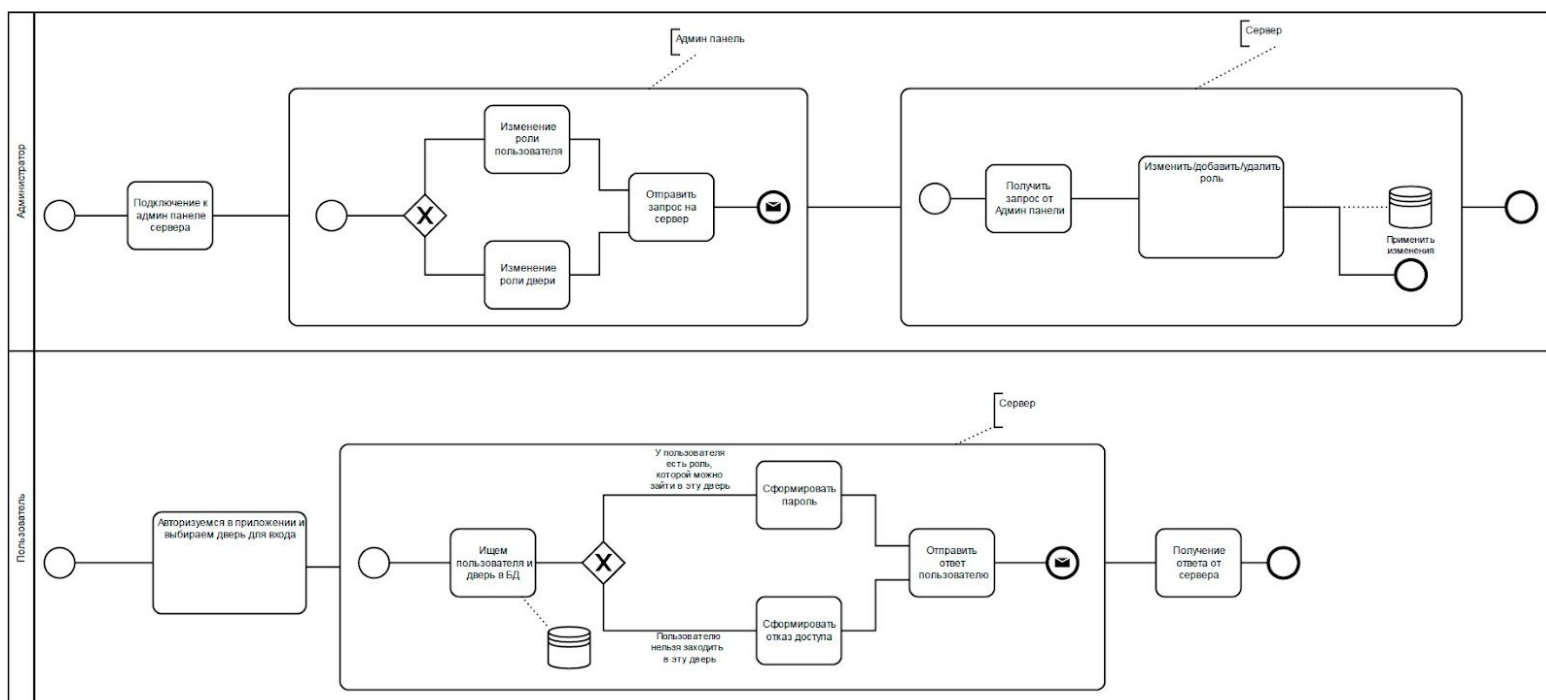 Администратор
Админ панель
Сервер
Подключение к
админ панеле
сервера
Изменение
роли
пользователя
Изменение
роли двери
Отправить
запрос на
сервер
Получить
запрос от
Админ панели
Изменить/добавить/удалить
роль
Применить
изменения
Пользователь
Сервер
Авторизуемся в приложении и
выбираем дверь для входа
Ищем
пользователя и
дверь в БД
У пользователя
есть роль,
которой можно
зайти в эту дверь
Пользователю
нельзя заходить
в эту дверь
Сформировать
пароль
Сформировать
отказ доступа
Отправить
ответ
пользователю
Получение
ответа от
сервера